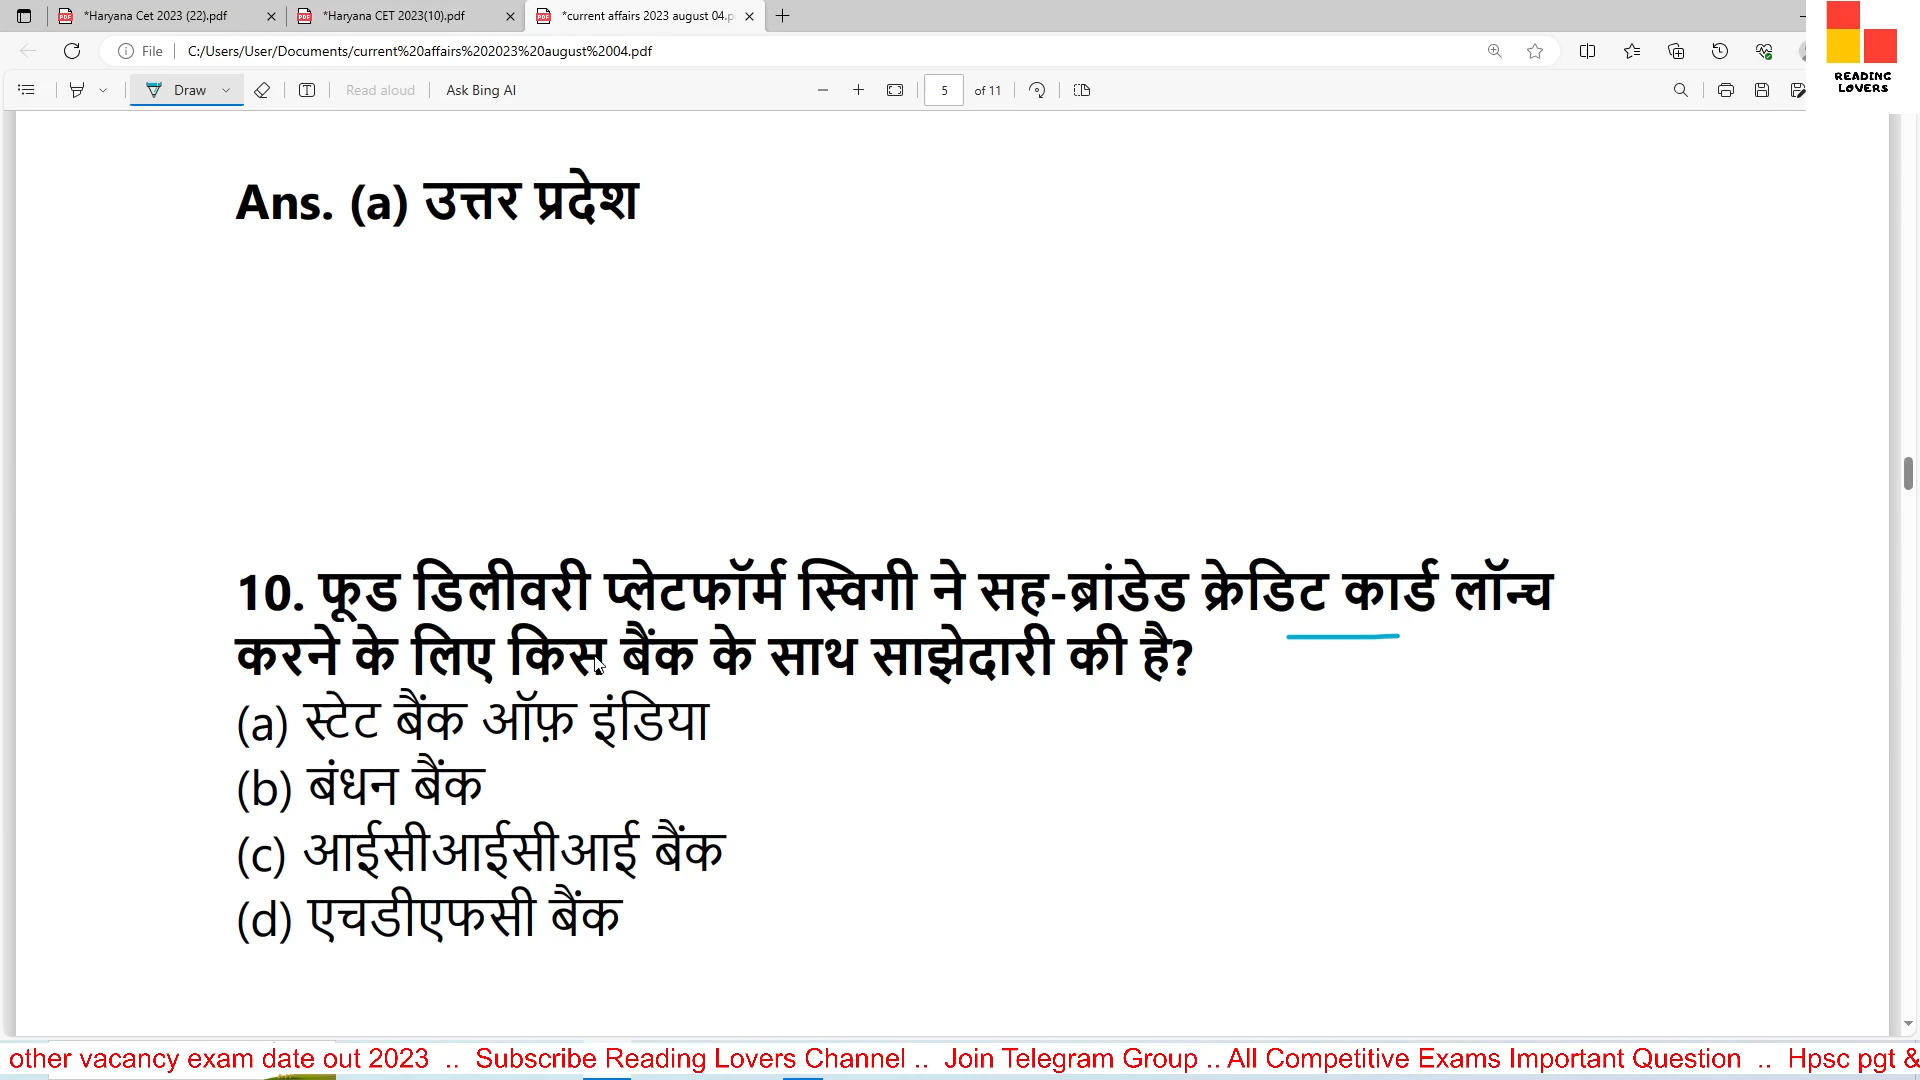 *Haryana Cet 2023 (22).pdf
*Haryana CET 2023(10).pdf
*current affairs 2023 august 04.p
File
C:/Users/User/Documents/current%20affairs%202023%20august%2004.pdf
Draw
Read aloud
Ask Bing AI
5
of 11
READING
LOVERS
Ans. (a) उत्तर प्रदेश
10. फूड डिलीवरी प्लेटफॉर्म स्विगी ने सह-ब्रांडेड क्रेडिट कार्ड लॉन्च
करने के लिए किस बैंक के साथ साझेदारी की है?
(a) स्टेट बैंक ऑफ़ इंडिया
(b) बंधन बैंक
(c) आईसीआईसीआई बैंक
(d) एचडीएफसी बैंक
other vacancy exam date out 2023 .. Subscribe Reading Lovers Channel .. Join Telegram Group .. All Competitive Exams Important Question .. Hpsc pgt &